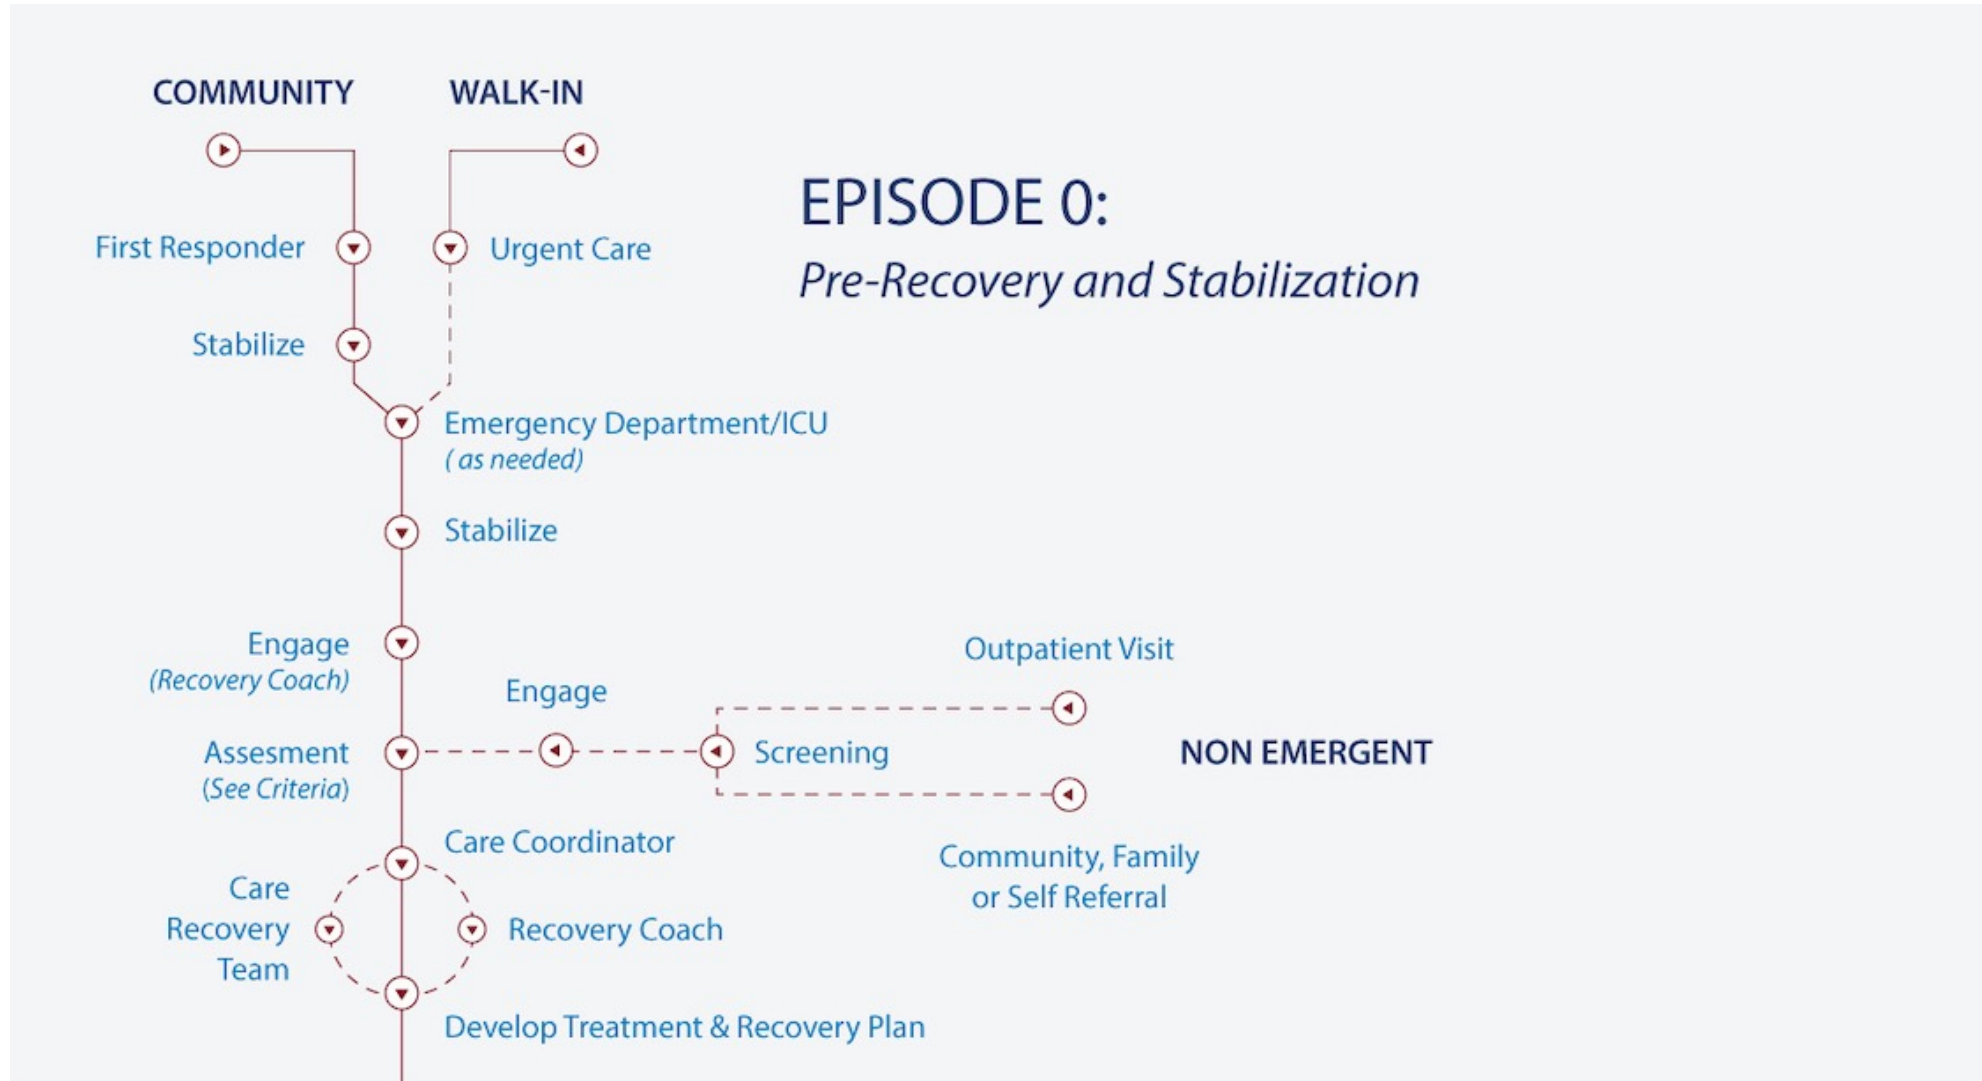 COMMUNITY
WALK-IN
EPISODE 0:
Pre-Recovery and Stabilization
First Responder
Urgent Care
Stabilize
Emergency Department/ICU
( as needed)
Stabilize
Engage
(Recovery Coach)
Engage
Outpatient Visit
Assesment
(See Criteria)
Screening
NON EMERGENT
Care Coordinator
Community, Family
or Self Referral
Care
Recovery
Team
Recovery Coach
Develop Treatment & Recovery Plan